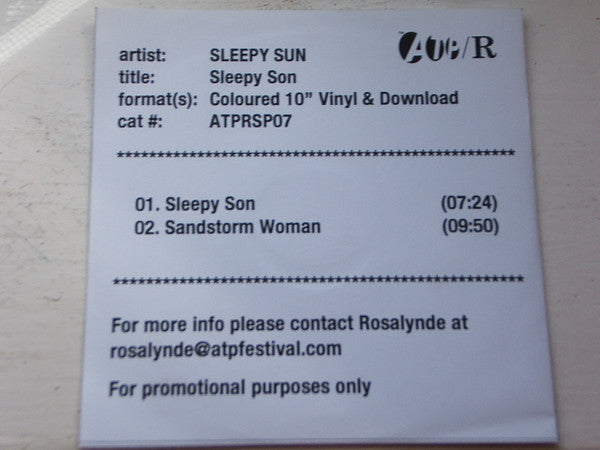 ATP/R
artist: SLEEPY SUN
title: Sleepy Son
format(s): Coloured 10” Vinyl & Download
cat #: ATPRSP07
**************************************************
01. Sleepy Son (07:24)
02. Sandstorm Woman (09:50)
**************************************************
For more info please contact Rosalynde at
rosalynde@atpfestival.com
For promotional purposes only